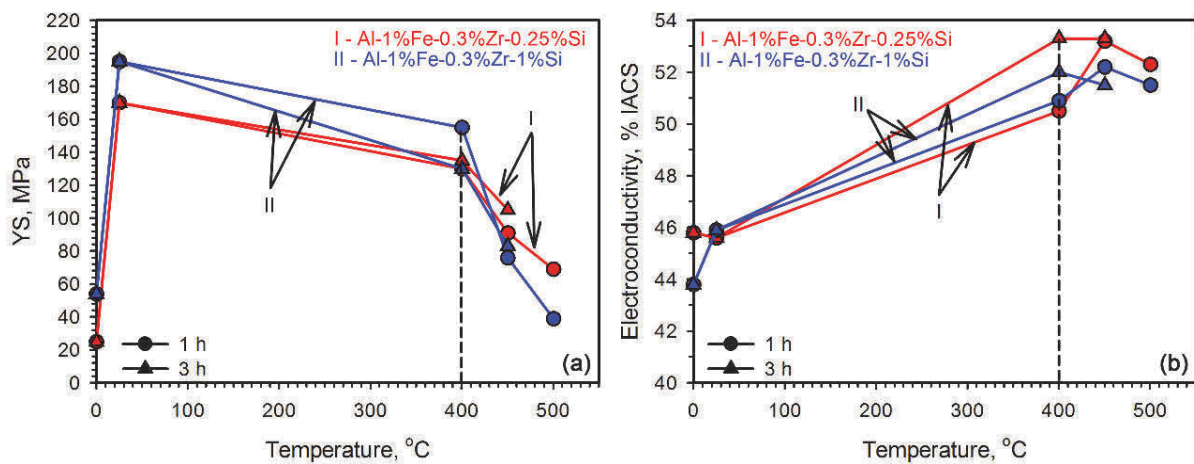 I - Al-1%Fe-0.3%Zr-0.25%Si
II - Al-1%Fe-0.3%Zr-1%Si
YS, MPa
220
200
180
160
140
120
100
80
60
40
20
0
I
II
1 h
3 h
(a)
0 100 200 300 400 500
Temperature, °C
I - Al-1%Fe-0.3%Zr-0.25%Si
II - Al-1%Fe-0.3%Zr-1%Si
Electroconductivity, % IACS
54
52
50
48
46
44
42
40
II
I
1 h
3 h
(b)
0 100 200 300 400 500
Temperature, °C